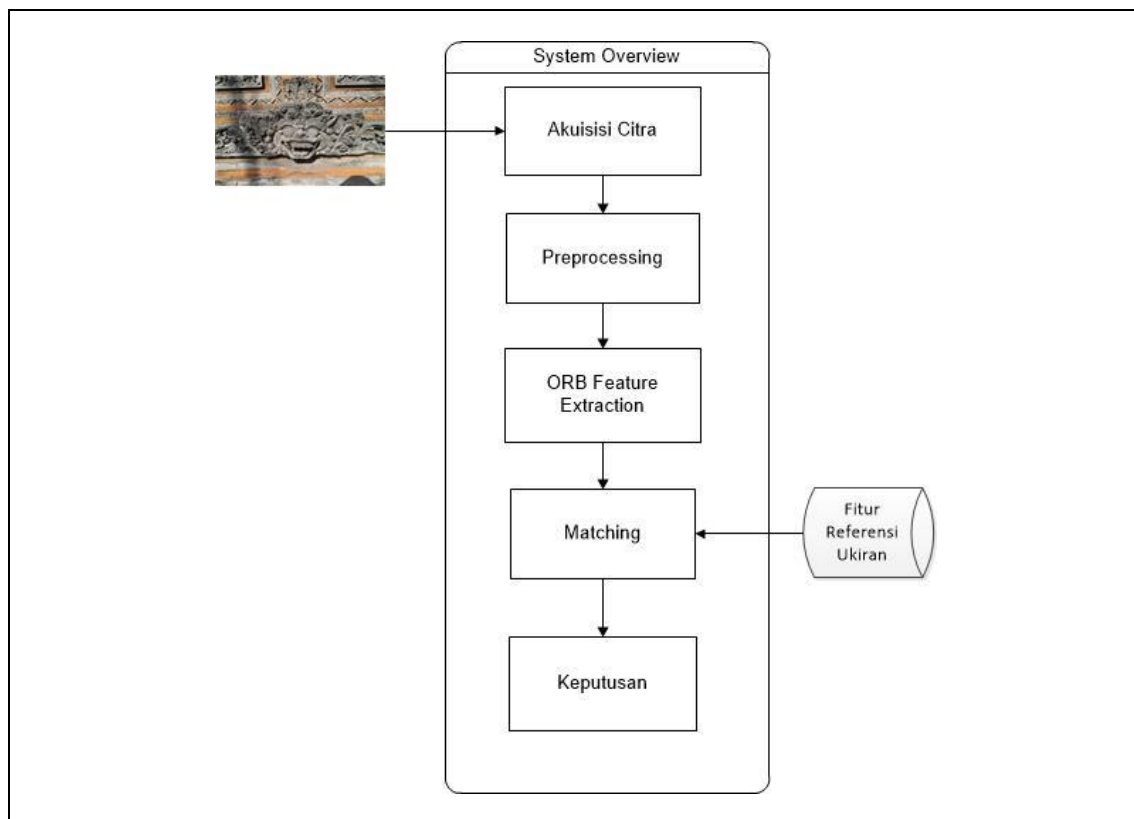 System Overview
Akuisisi Citra
Preprocessing
ORB Feature
Extraction
Matching
Fitur
Referensi
Ukiran
Keputusan